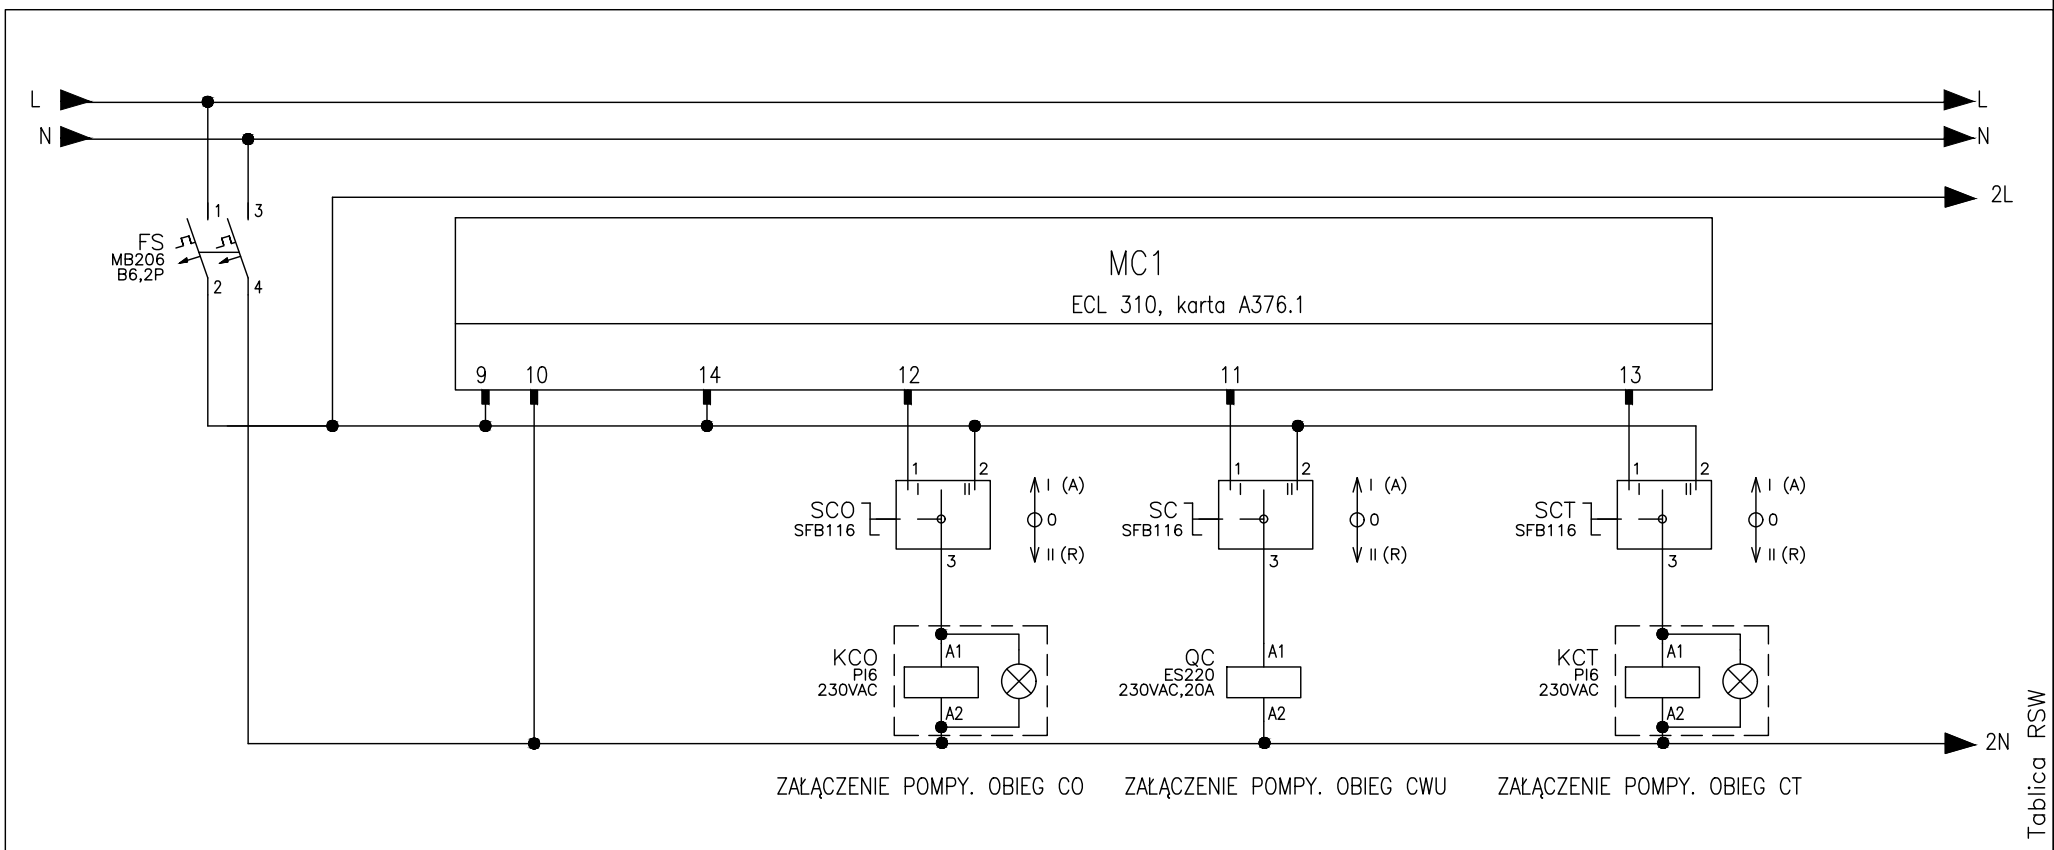 L
L
N
N
2L
1
3
FS
MB206
B6,2P
2
4
MC1
ECL 310, karta A376.1
9
10
14
12
11
13
1
2
I
II
SCO
SFB116
3
I (A)
0
II (R)
1
2
I
II
SC
SFB116
3
I (A)
0
II (R)
1
2
I
II
SCT
SFB116
3
I (A)
0
II (R)
KCO
PI6
230VAC
A1
A2
QC
ES220
230VAC,20A
A1
A2
KCT
PI6
230VAC
A1
A2
2N
ZAŁĄCZENIE POMPY. OBIEG CO
ZAŁĄCZENIE POMPY. OBIEG CWU
ZAŁĄCZENIE POMPY. OBIEG CT
Tablica RSW